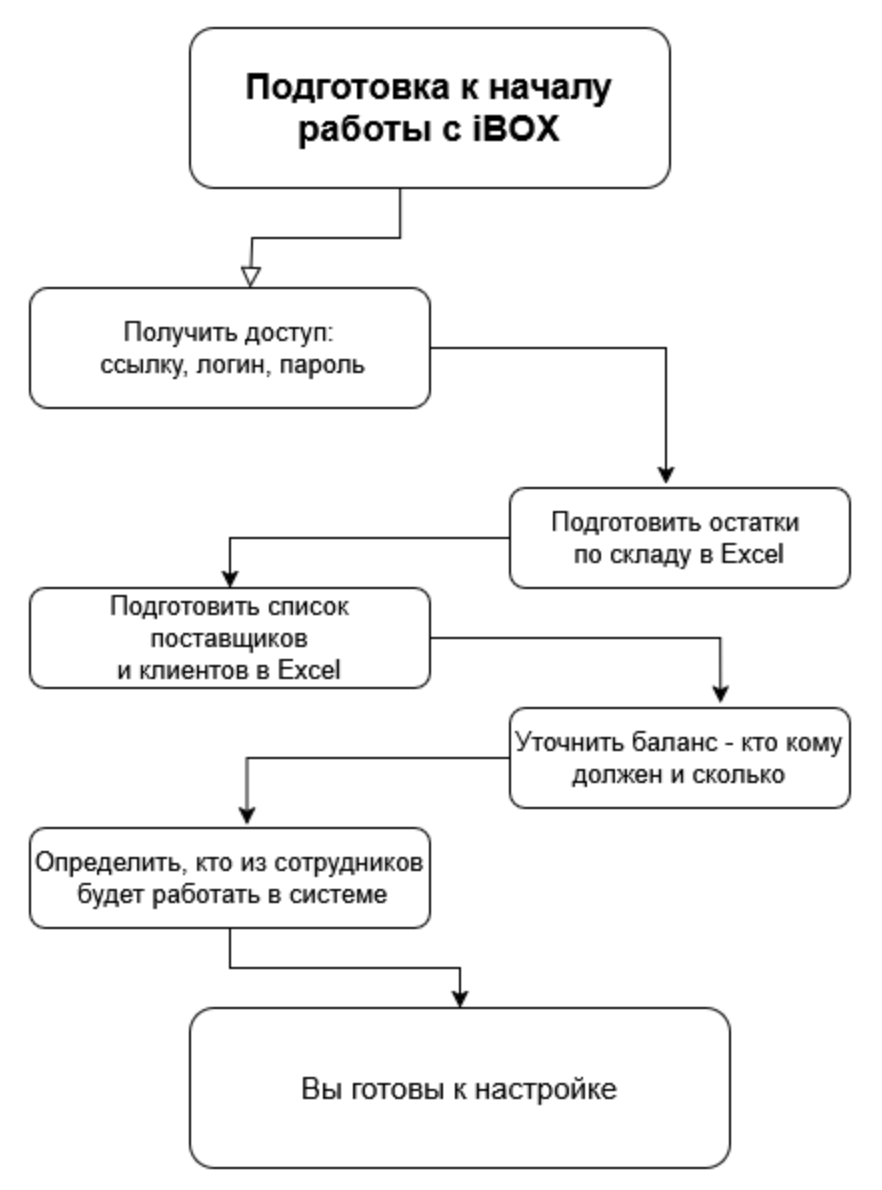 Подготовка к началу
работы с iBOX
Получить доступ:
ссылку, логин, пароль
Подготовить остатки
по складу в Excel
Подготовить список
поставщиков
и клиентов в Excel
Уточнить баланс - кто кому
должен и сколько
Определить, кто из сотрудников
будет работать в системе
Вы готовы к настройке